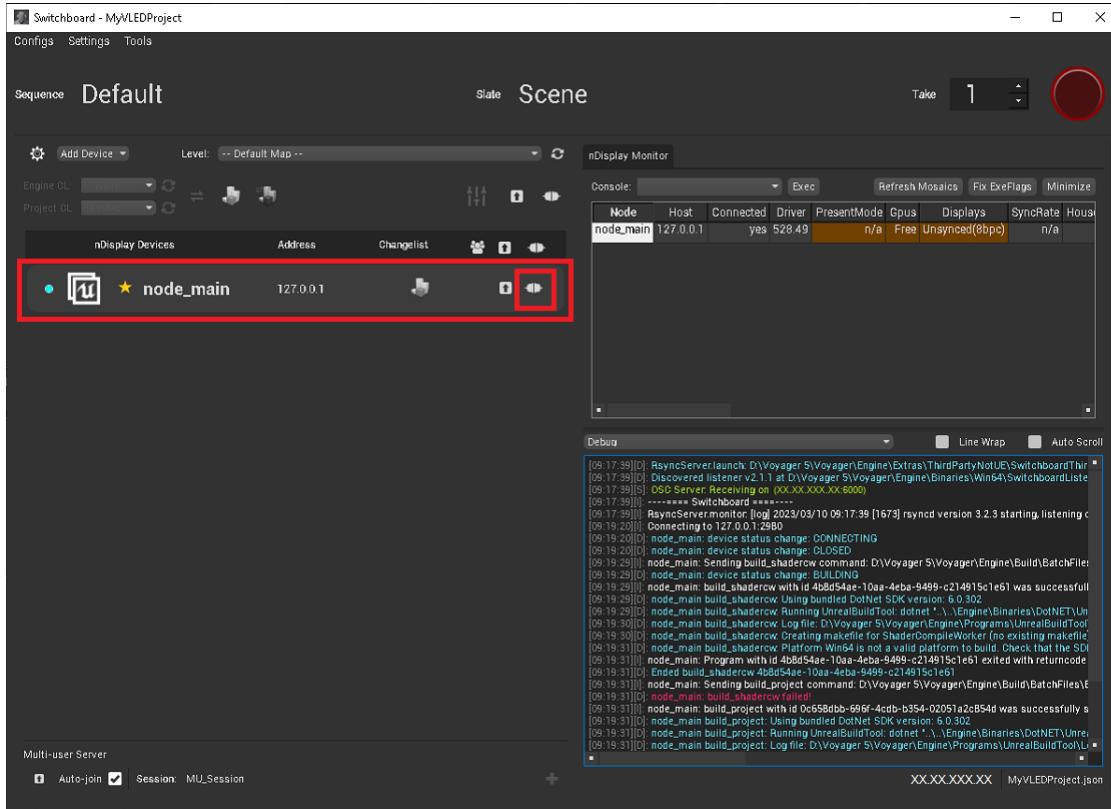 Switchboard - MyVLEDProject
Configs Settings Tools
Sequence Default
Slate Scene
Take 1
Add Device
Level: -- Default Map --
Engine CL
Project CL
nDisplay Devices Address Changelist
node_main 127.0.0.1
Multi-user Server
Auto-join Session: MU_Session
nDisplay Monitor
Console: Exec Refresh Mosaics Fix ExeFlags Minimize
Node Host Connected Driver PresentMode Gpus Displays SyncRate Hous
node_main 127.0.0.1 yes 528.49 n/a Free Unsynced(8bpc) n/a
Debug Line Wrap Auto Scroll
[09:17:39][D]: RsyncServer.launch: D:\Voyager 5\Voyager\Engine\Extras\ThirdPartyNotUE\SwitchboardThir
[09:17:39][D]: Discovered listener v2.1.1 at D:\Voyager 5\Voyager\Engine\Binaries\Win64\SwitchboardListe
[09:17:39][S]: OSC Server: Receiving on (XX.XX.XXX.XX:6000)
[09:17:39][I]: ----==== Switchboard ====----
[09:17:39][I]: RsyncServer.monitor: [log] 2023/03/10 09:17:39 [1673] rsyncd version 3.2.3 starting, listening
[09:19:20][I]: Connecting to 127.0.0.1:2980
[09:19:20][D]: node_main: device status change: CONNECTING
[09:19:20][D]: node_main: device status change: CLOSED
[09:19:29][I]: node_main: Sending build_shadercw command: D:\Voyager 5\Voyager\Engine\Build\BatchFiles
[09:19:29][D]: node_main: device status change: BUILDING
[09:19:29][I]: node_main: build_shadercw with id 4b8d54ae-10aa-4eba-9499-c214915c1e61 was successfull
[09:19:29][D]: node_main build_shadercw: Using bundled DotNet SDK version: 6.0.302
[09:19:29][D]: node_main build_shadercw: Running UnrealBuildTool: dotnet "..\..\Engine\Binaries\DotNET\Un
[09:19:30][D]: node_main build_shadercw: Log file: D:\Voyager 5\Voyager\Engine\Programs\UnrealBuildTool
[09:19:30][D]: node_main build_shadercw: Creating makefile for ShaderCompileWorker (no existing makefile)
[09:19:31][D]: node_main build_shadercw: Platform Win64 is not a valid platform to build. Check that the SD
[09:19:31][I]: node_main: Program with id 4b8d54ae-10aa-4eba-9499-c214915c1e61 exited with returncode
[09:19:31][D]: Ended build_shadercw 4b8d54ae-10aa-4eba-9499-c214915c1e61
[09:19:31][I]: node_main: Sending build_project command: D:\Voyager 5\Voyager\Engine\Build\BatchFiles\
[09:19:31][E]: node_main: build_shadercw failed!
[09:19:31][I]: node_main: build_project with id 0c658dbb-696f-4cdb-b354-02051a2c854d was successfully s
[09:19:31][D]: node_main build_project: Using bundled DotNet SDK version: 6.0.302
[09:19:31][D]: node_main build_project: Running UnrealBuildTool: dotnet "..\..\Engine\Binaries\DotNET\Unre
[09:19:31][D]: node_main build_project: Log file: D:\Voyager 5\Voyager\Engine\Programs\UnrealBuildTool\L
XX.XX.XXX.XX MyVLEDProject.json